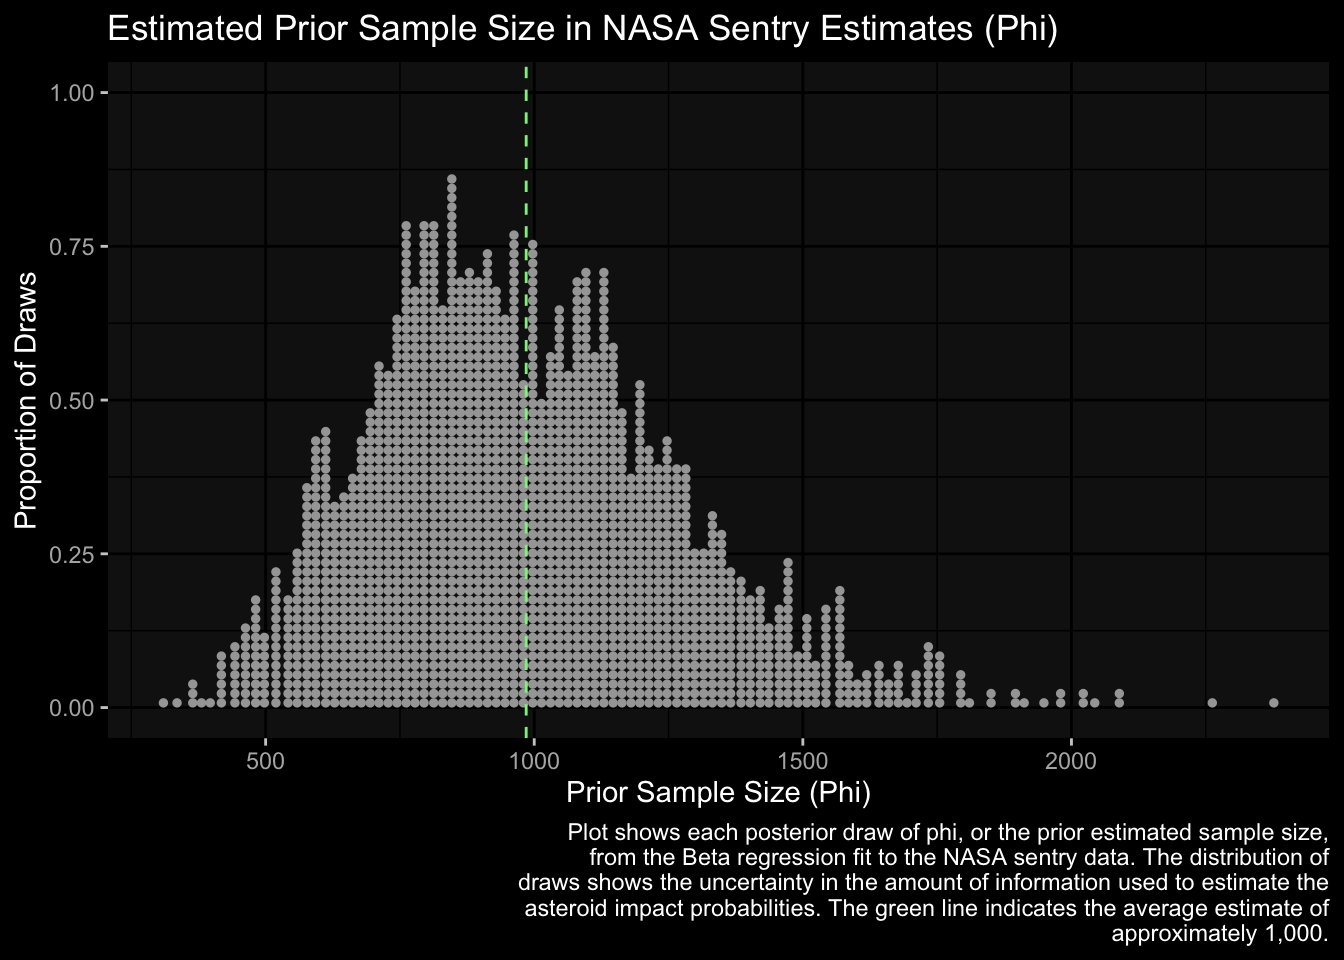 Estimated Prior Sample Size in NASA Sentry Estimates (Phi)
1.00
0.75
0.50
0.25
0.00
Proportion of Draws
500
1000
1500
2000
Prior Sample Size (Phi)
Plot shows each posterior draw of phi, or the prior estimated sample size,
from the Beta regression fit to the NASA sentry data. The distribution of
draws shows the uncertainty in the amount of information used to estimate the
asteroid impact probabilities. The green line indicates the average estimate of
approximately 1,000.